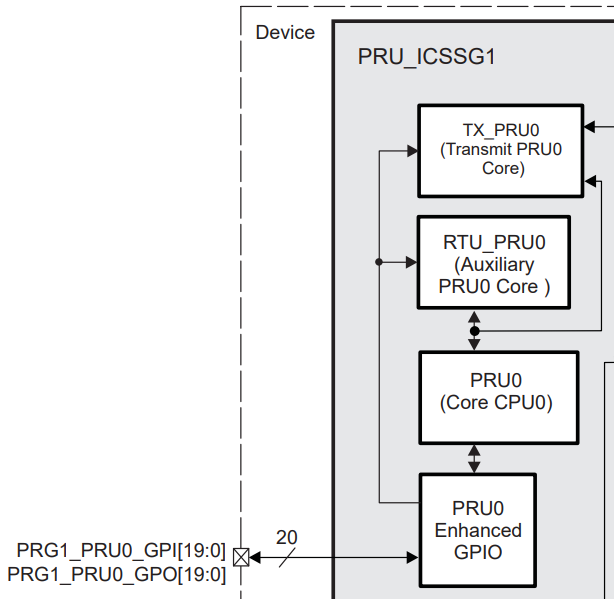 Device
PRU_ICSSG1
TX_PRU0
(Transmit PRU0
Core)
RTU_PRU0
(Auxiliary
PRU0 Core )
PRU0
(Core CPU0)
PRU0
Enhanced
GPIO
20
PRG1_PRU0_GPI[19:0]
PRG1_PRU0_GPO[19:0]